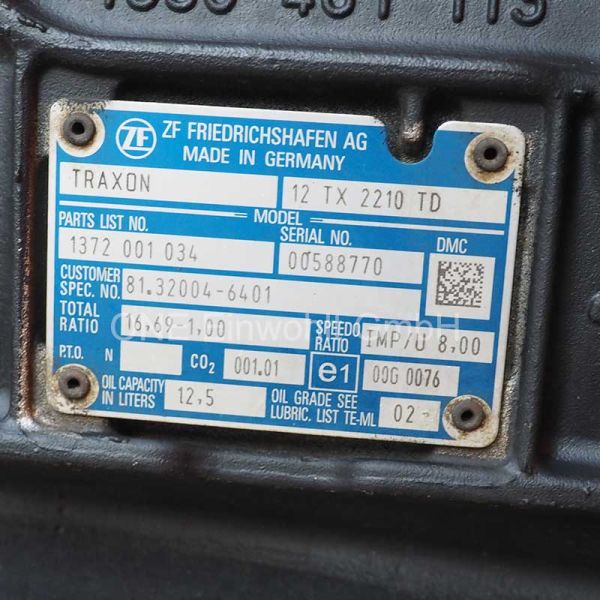 ZF FRIEDRICHSHAFEN AG
MADE IN GERMANY
TRAXON 12 TX 2210 TD
MODEL
PARTS LIST NO. SERIAL NO. DMC
1372 001 034 00588770
CUSTOMER
SPEC. NO. 81.32004-6401
TOTAL
RATIO 16,69-1,00 SPEEDO
RATIO IMP/U 8,00
P.T.O. N CO2 001.01 e1 00G 0076
OIL CAPACITY
IN LITERS 12,5 OIL GRADE SEE
LUBRIC. LIST TE-ML 02-
GmbH